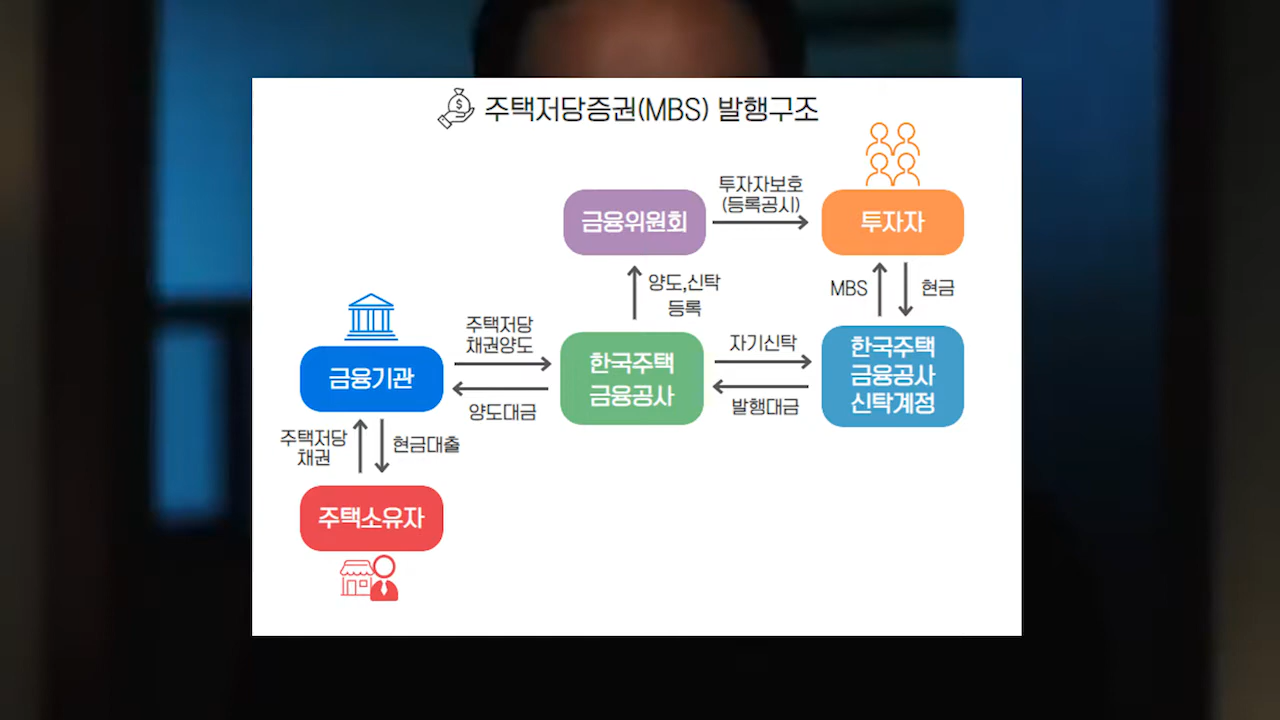 주택저당증권(MBS) 발행구조
투자자보호
(등록공시)
금융위원회
투자자
양도,신탁
등록
MBS
현금
주택저당
채권양도
금융기관
양도대금
한국주택
금융공사
자기신탁
발행대금
한국주택
금융공사
신탁계정
주택저당
채권
현금대출
주택소유자
$